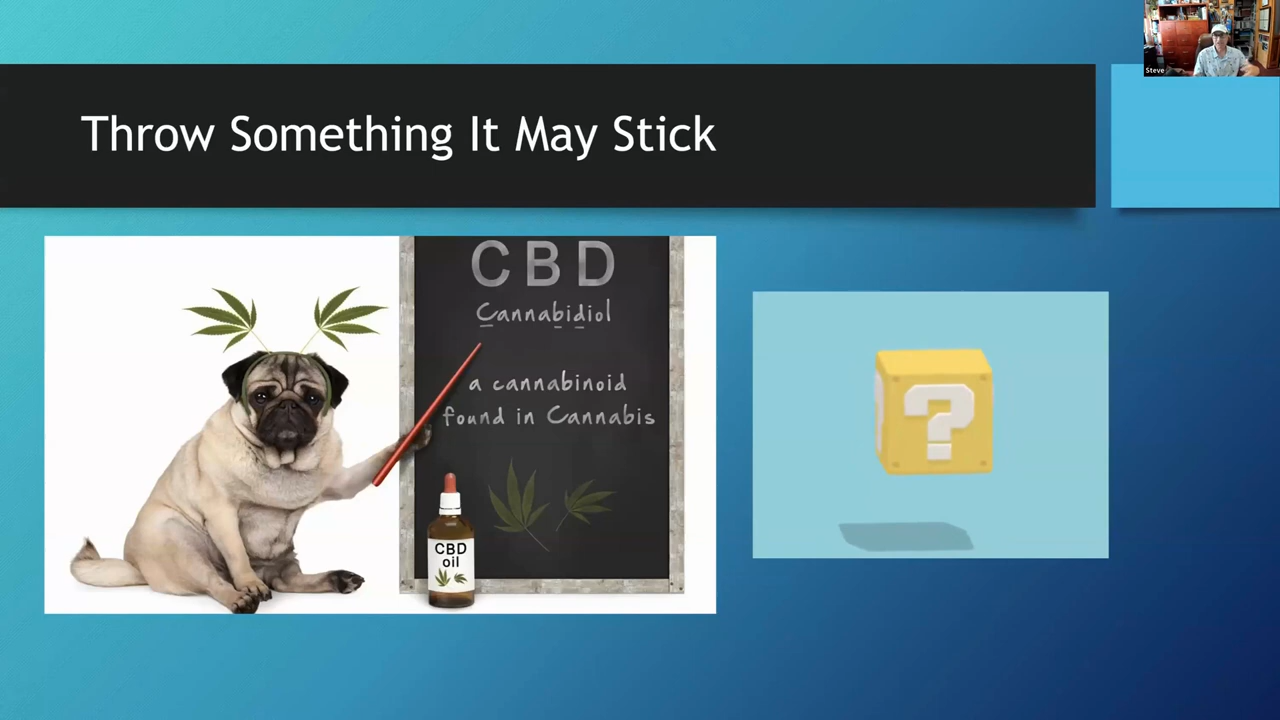 Steve
Throw Something It May Stick
CBD
Cannabidiol
a cannabinoid
found in Cannabis
CBD
oil
?